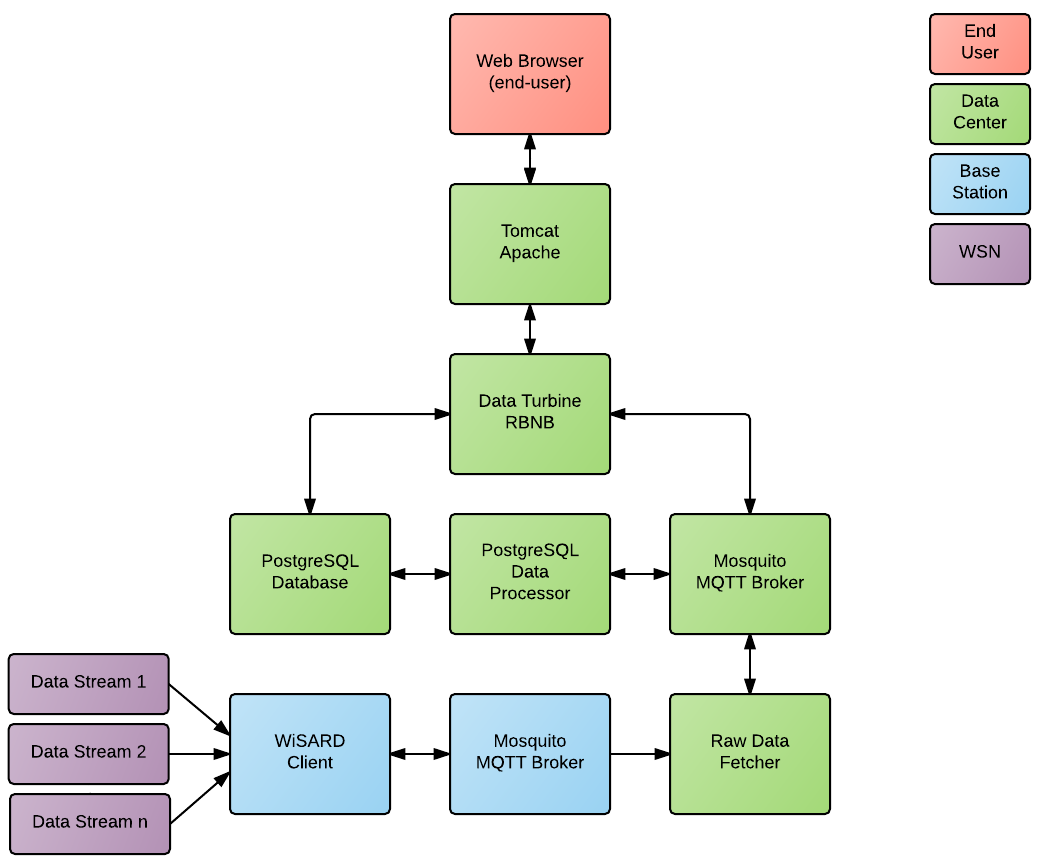 Web Browser
(end-user)
End
User
Data
Center
Base
Station
WSN
Tomcat
Apache
Data Turbine
RBNB
PostgreSQL
Database
PostgreSQL
Data
Processor
Mosquito
MQTT Broker
Data Stream 1
Data Stream 2
Data Stream n
WiSARD
Client
Mosquito
MQTT Broker
Raw Data
Fetcher